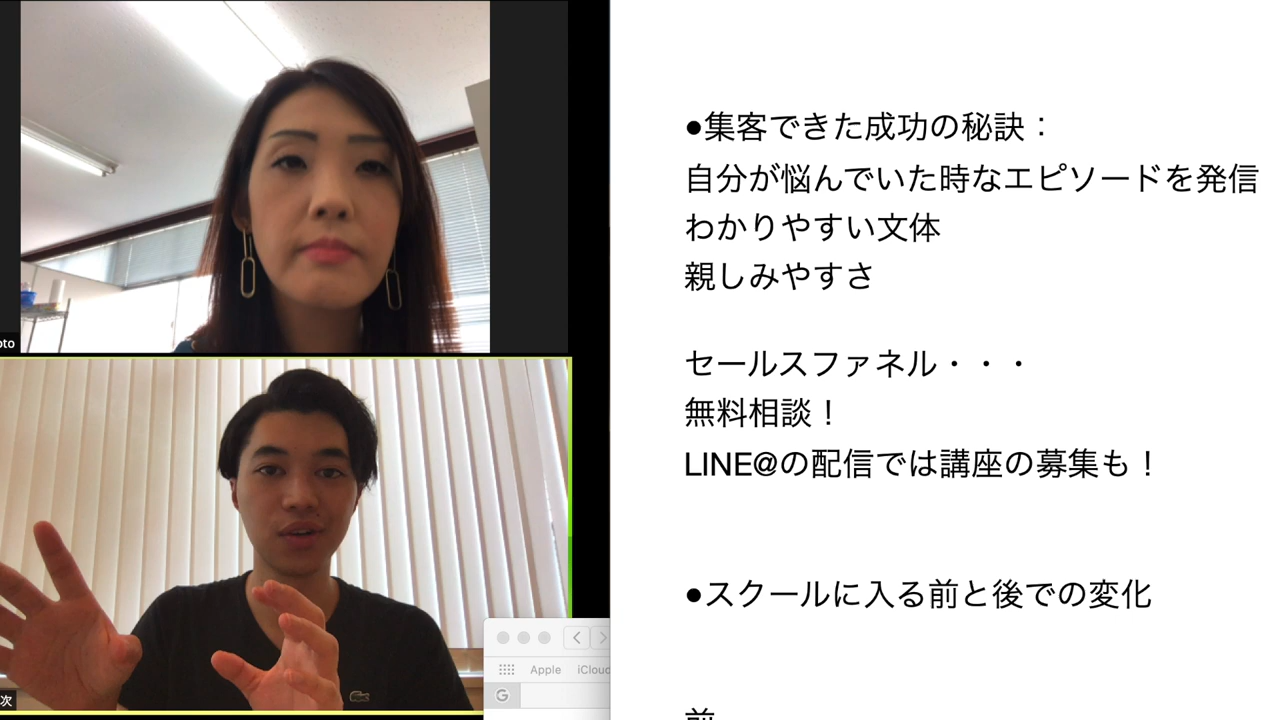 oto
次
Apple
iCloud
G
●集客できた成功の秘訣：
自分が悩んでいた時なエピソードを発信
わかりやすい文体
親しみやすさ
セールスファネル・・・
無料相談！
LINE@の配信では講座の募集も！
●スクールに入る前と後での変化
前